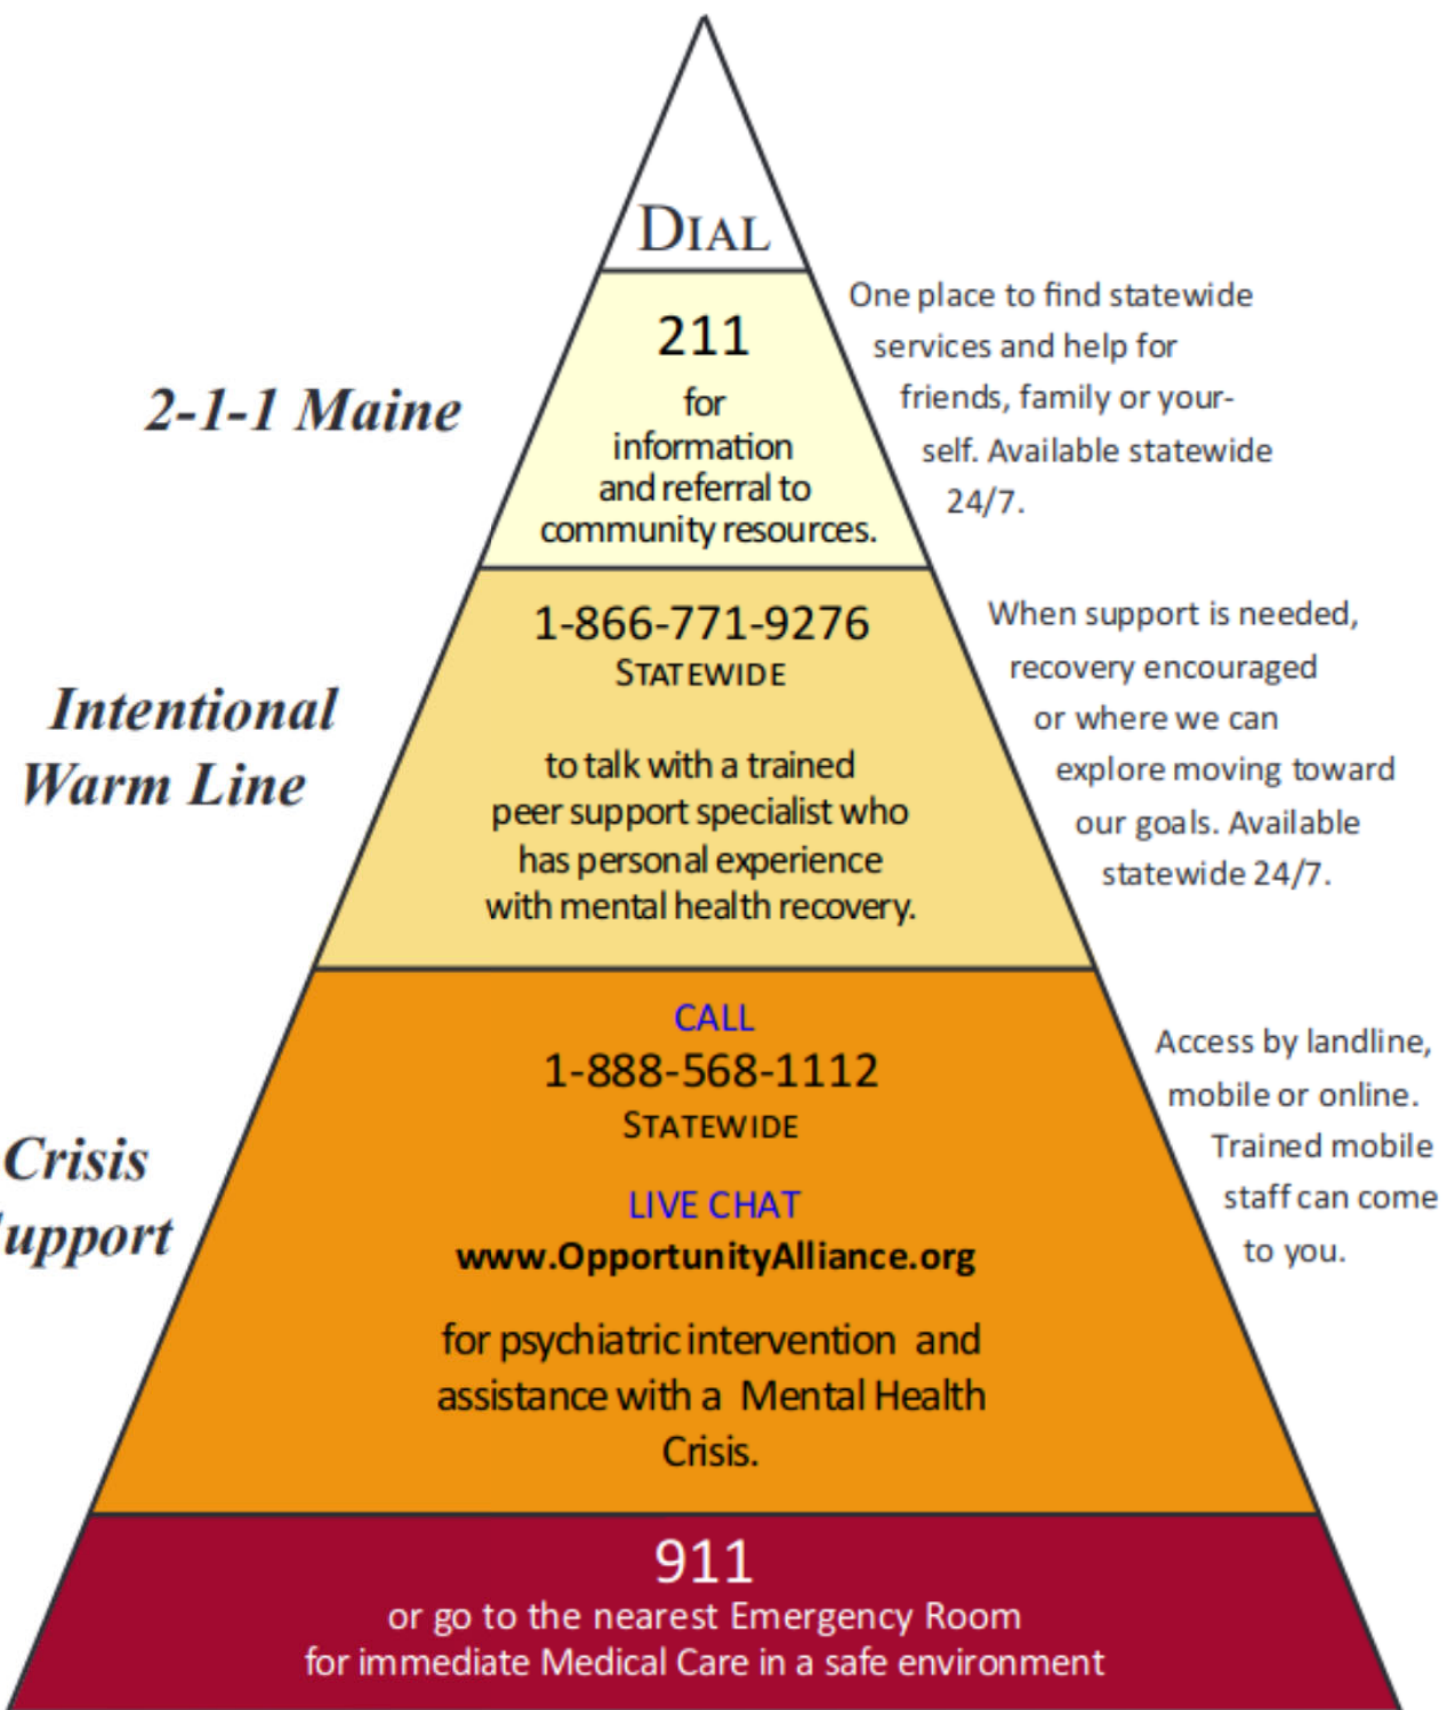 DIAL
2-1-1 Maine
211
for
information
and referral to
community resources.
One place to find statewide
services and help for
friends, family or your-
self. Available statewide
24/7.
Intentional
Warm Line
1-866-771-9276
STATEWIDE
to talk with a trained
peer support specialist who
has personal experience
with mental health recovery.
When support is needed,
recovery encouraged
or where we can
explore moving toward
our goals. Available
statewide 24/7.
Crisis
upport
CALL
1-888-568-1112
STATEWIDE
LIVE CHAT
www.OpportunityAlliance.org
for psychiatric intervention and
assistance with a Mental Health
Crisis.
Access by landline,
mobile or online.
Trained mobile
staff can come
to you.
911
or go to the nearest Emergency Room
for immediate Medical Care in a safe environment